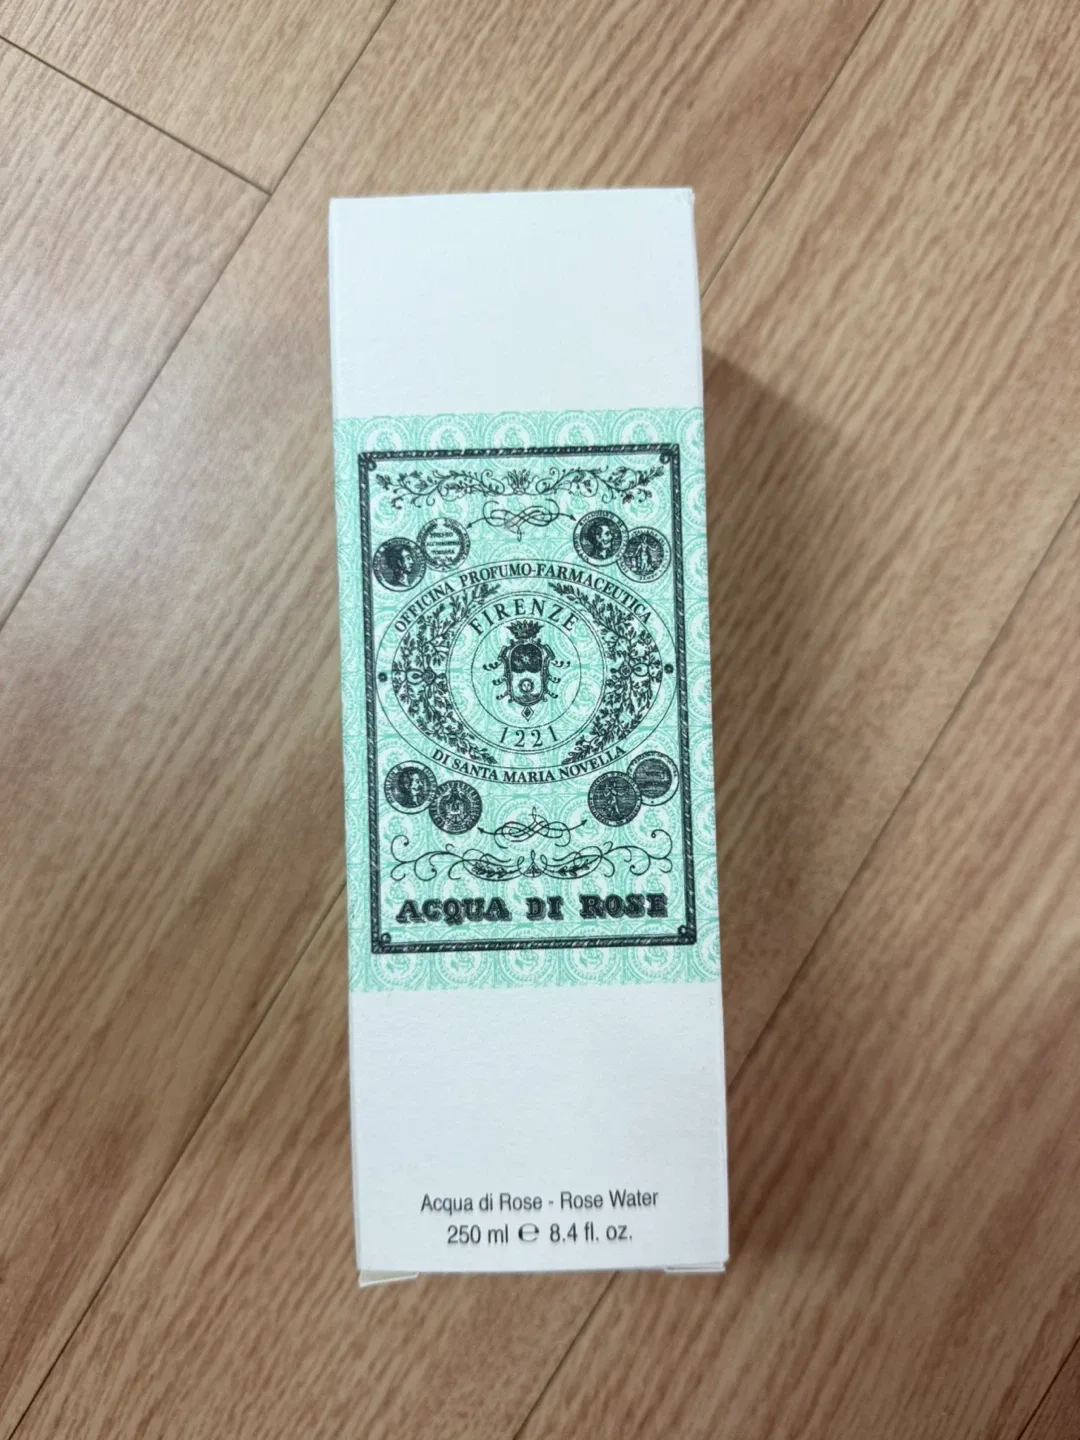 OFFICINA PROFUMO-FARMACEUTICA
FIRENZE
1221
DI SANTA MARIA NOVELLA
ACQUA DI ROSE
Acqua di Rose - Rose Water
250 ml ℮ 8.4 fl. oz.